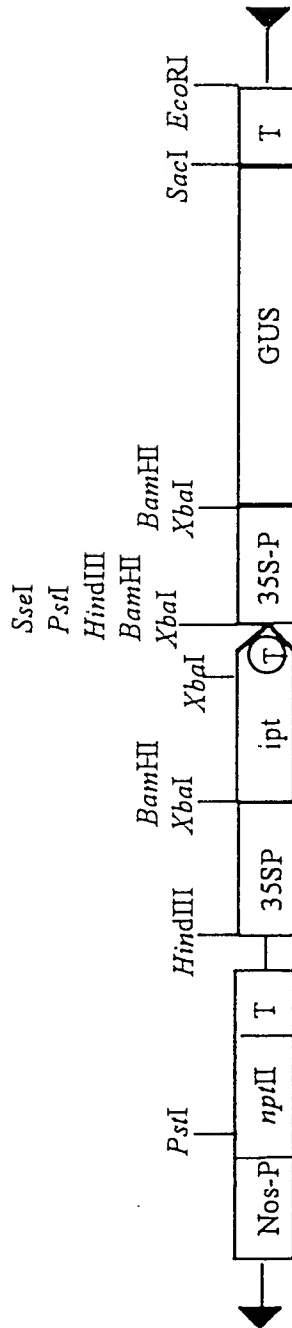 SseI
PstI
HindIII
BamHI
XbaI
BamHI
XbaI
BamHI
XbaI
XbaI
PstI
HindIII
SacI
EcoRI
Nos-P
nptII
T
35SP
ipt
T
35S-P
GUS
T